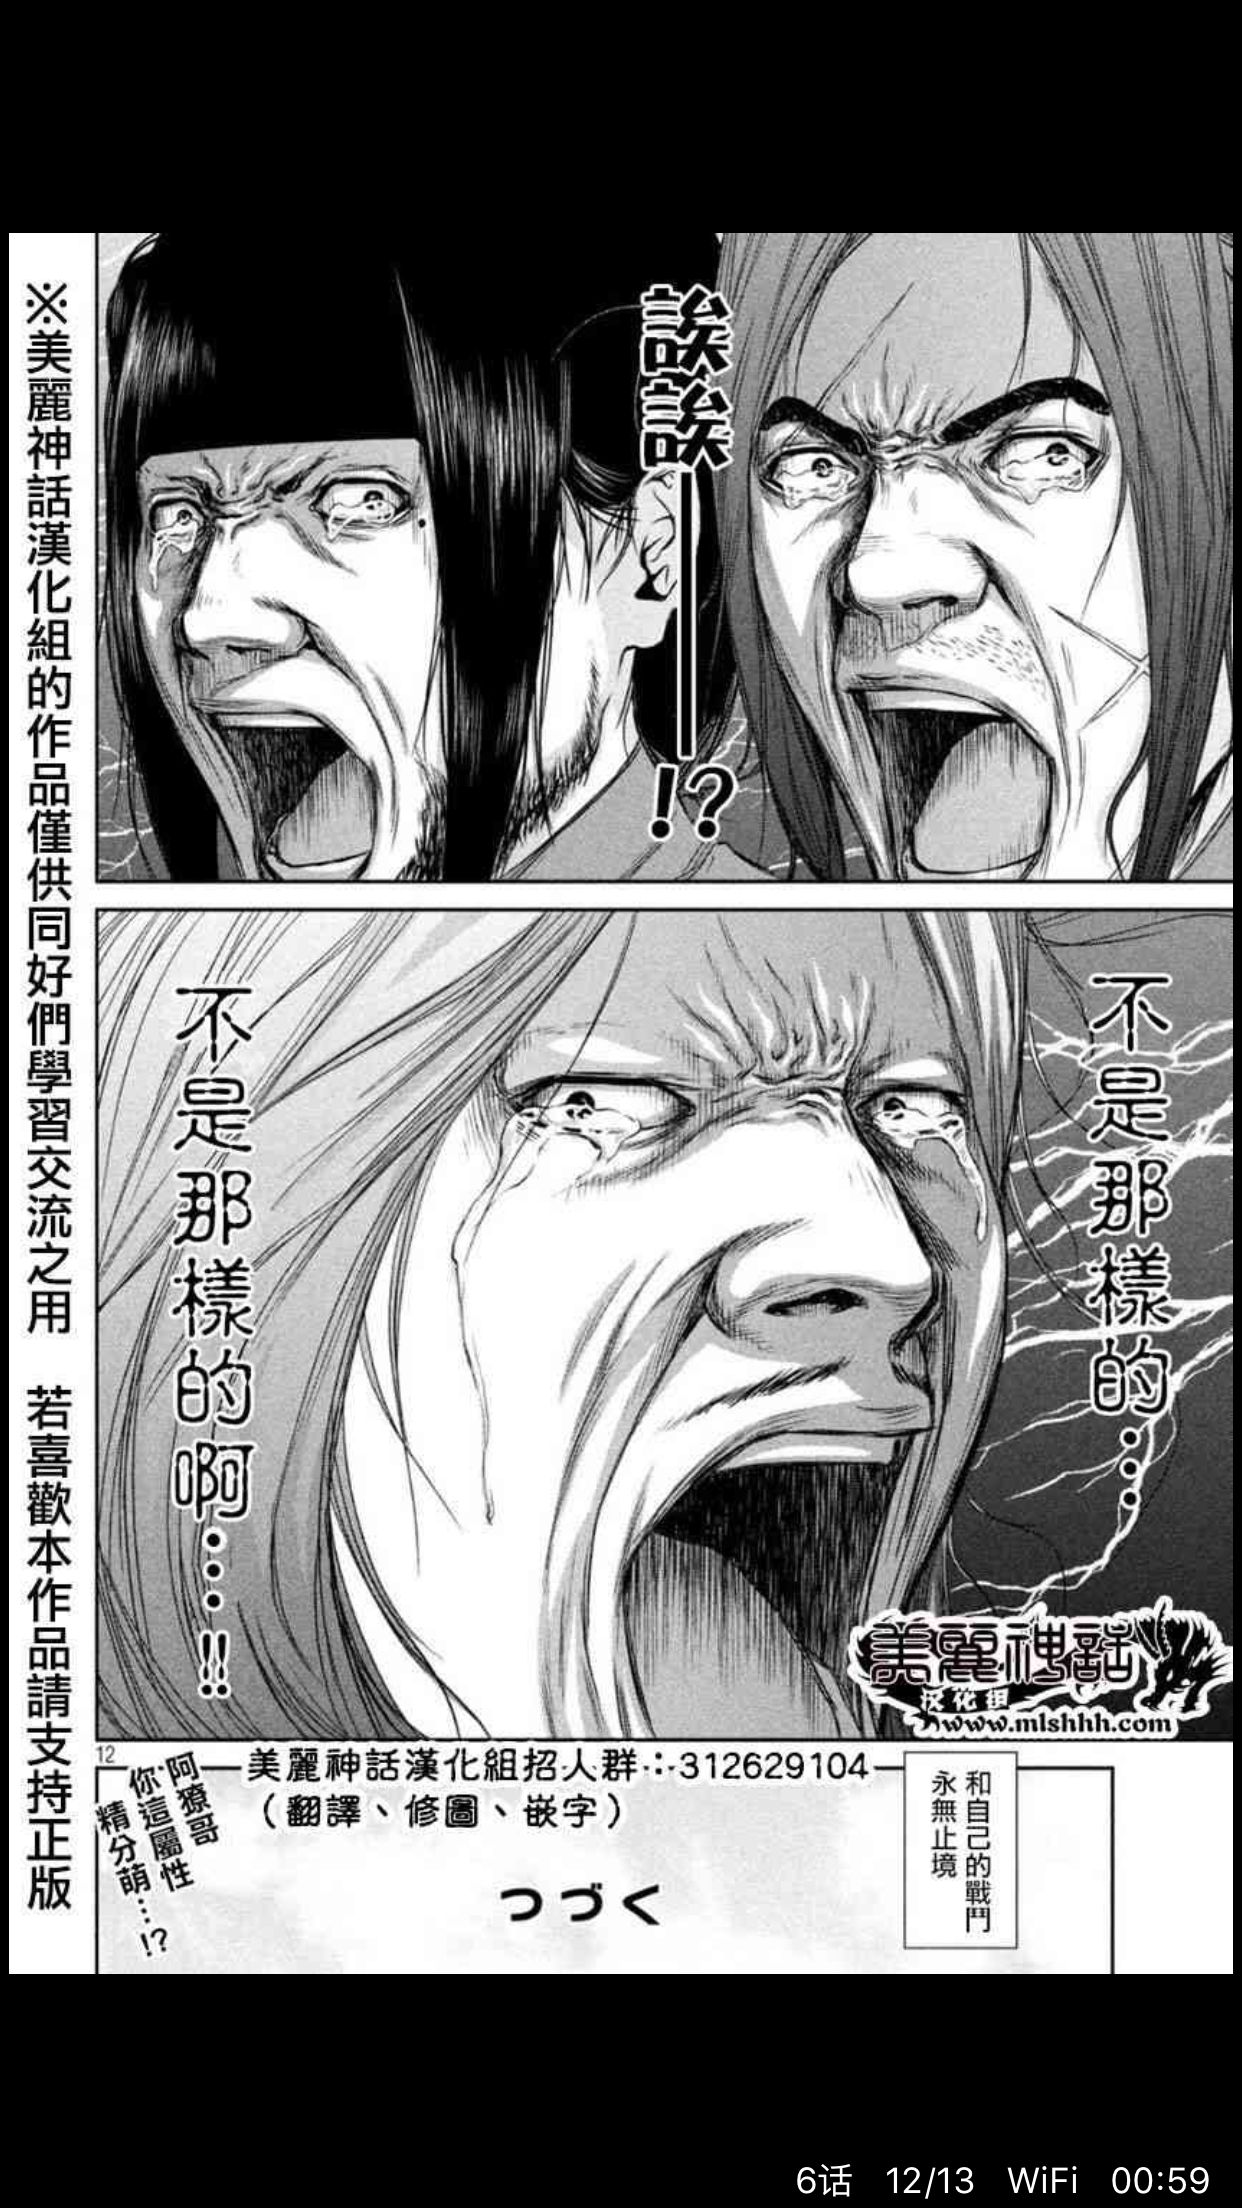 誒誒——!?
不是那樣的…
不是那樣的啊…!!
美麗神話
汉化组
www.mlshhh.com
12
美麗神話漢化組招人群：312629104
（翻譯、修圖、嵌字）
和自己的戰鬥
永無止境
つづく
阿獠哥
你這屬性
精分萌…!?
※美麗神話漢化組的作品僅供同好們學習交流之用　若喜歡本作品請支持正版
6话 12/13 WiFi 00:59